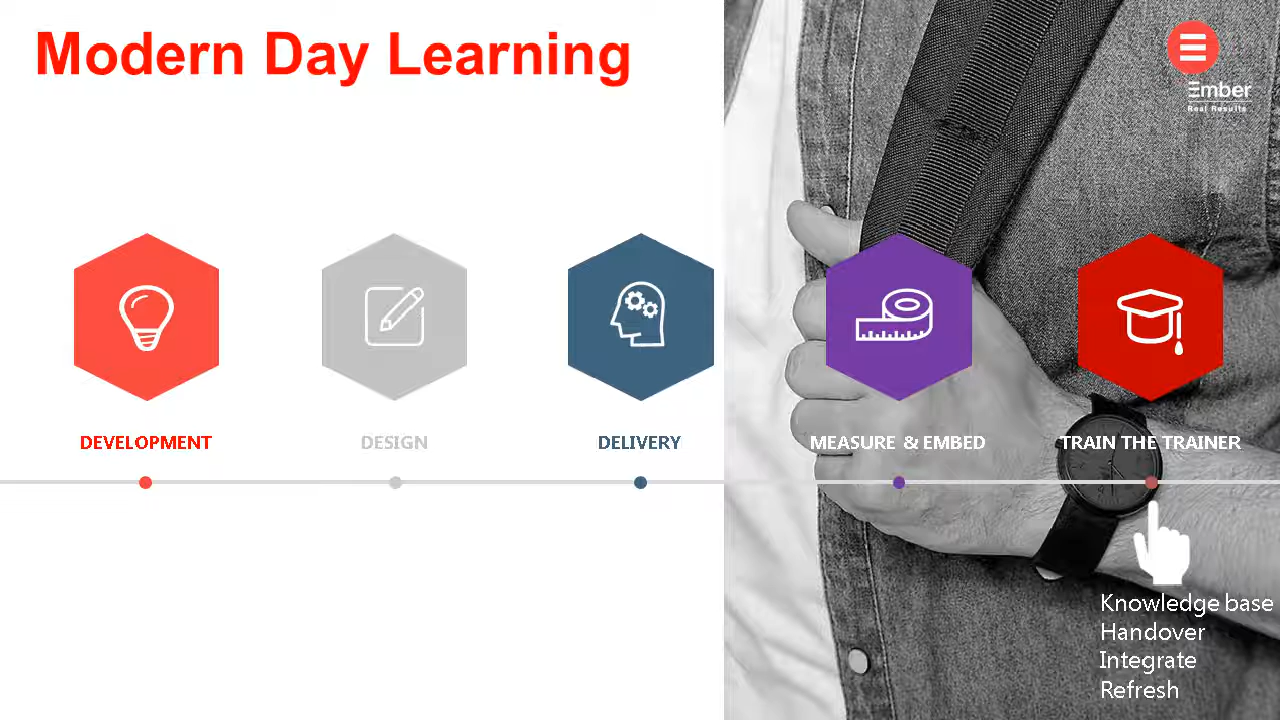 Modern Day Learning
Ember
Real Results
DEVELOPMENT
DESIGN
DELIVERY
MEASURE & EMBED
TRAIN THE TRAINER
Knowledge base
Handover
Integrate
Refresh